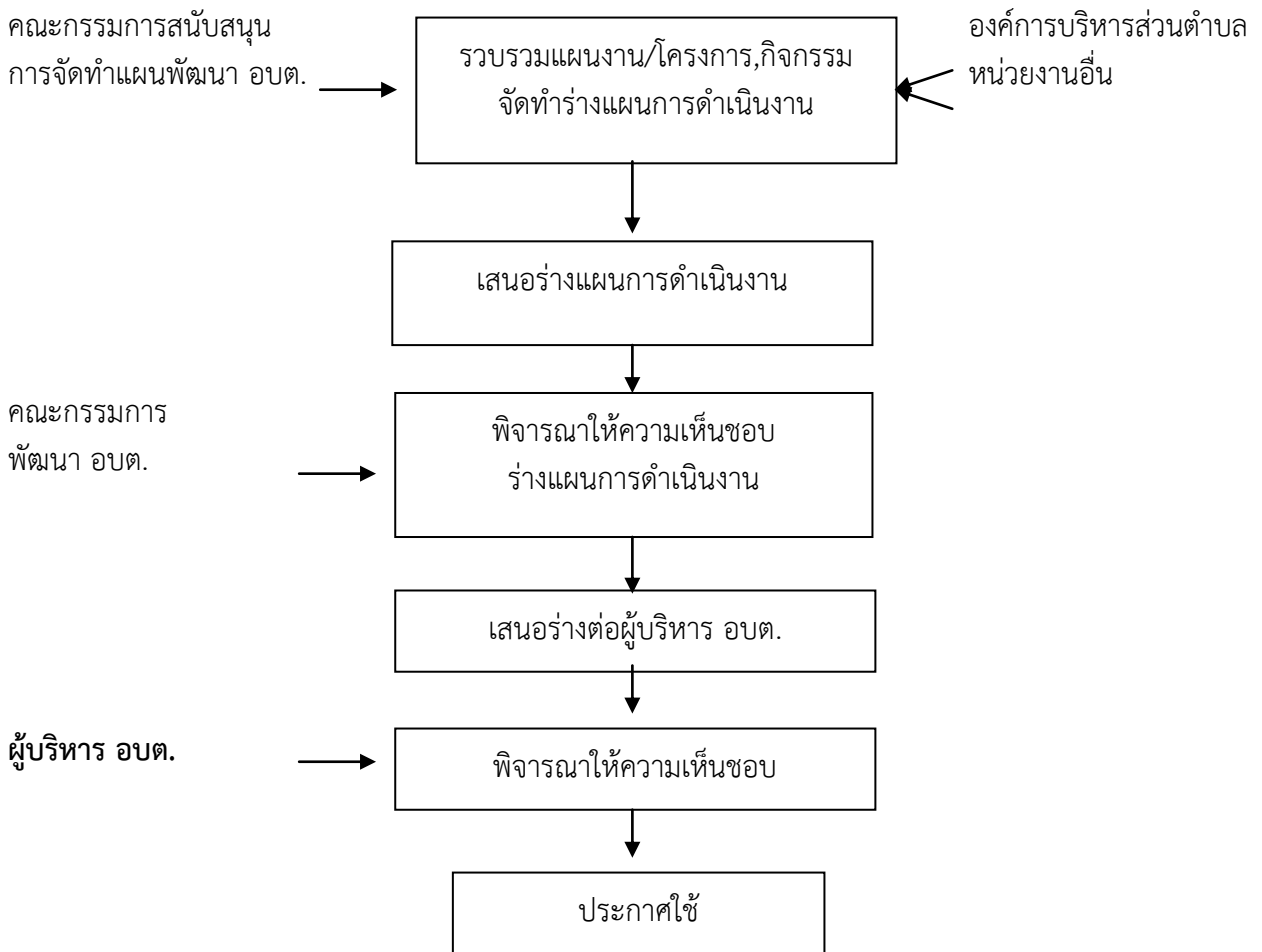 คณะกรรมการสนับสนุน
การจัดทำแผนพัฒนา อบต.
รวบรวมแผนงาน/โครงการ,กิจกรรม
จัดทำร่างแผนการดำเนินงาน
องค์การบริหารส่วนตำบล
หน่วยงานอื่น
เสนอร่างแผนการดำเนินงาน
คณะกรรมการ
พัฒนา อบต.
พิจารณาให้ความเห็นชอบ
ร่างแผนการดำเนินงาน
เสนอร่างต่อผู้บริหาร อบต.
ผู้บริหาร อบต.
พิจารณาให้ความเห็นชอบ
ประกาศใช้